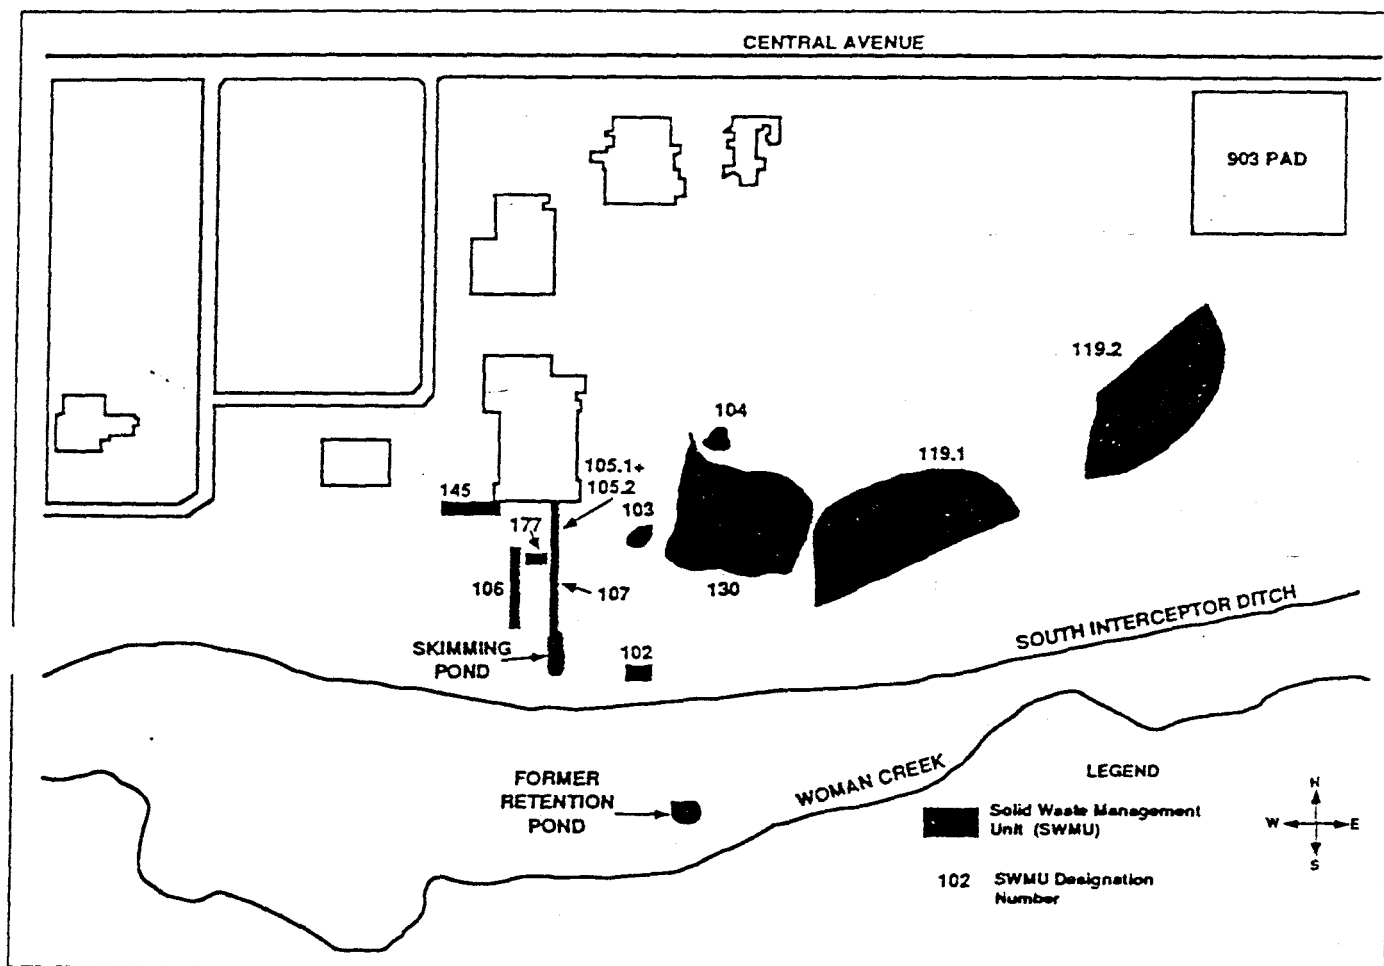 CENTRAL AVENUE
903 PAD
119.2
104
119.1
105.1+
105.2
145
103
177
106
107
130
SOUTH INTERCEPTOR DITCH
SKIMMING
POND
102
WOMAN CREEK
FORMER
RETENTION
POND
LEGEND
Solid Waste Management
Unit (SWMU)
102 SWMU Designation
Number
N
W E
S